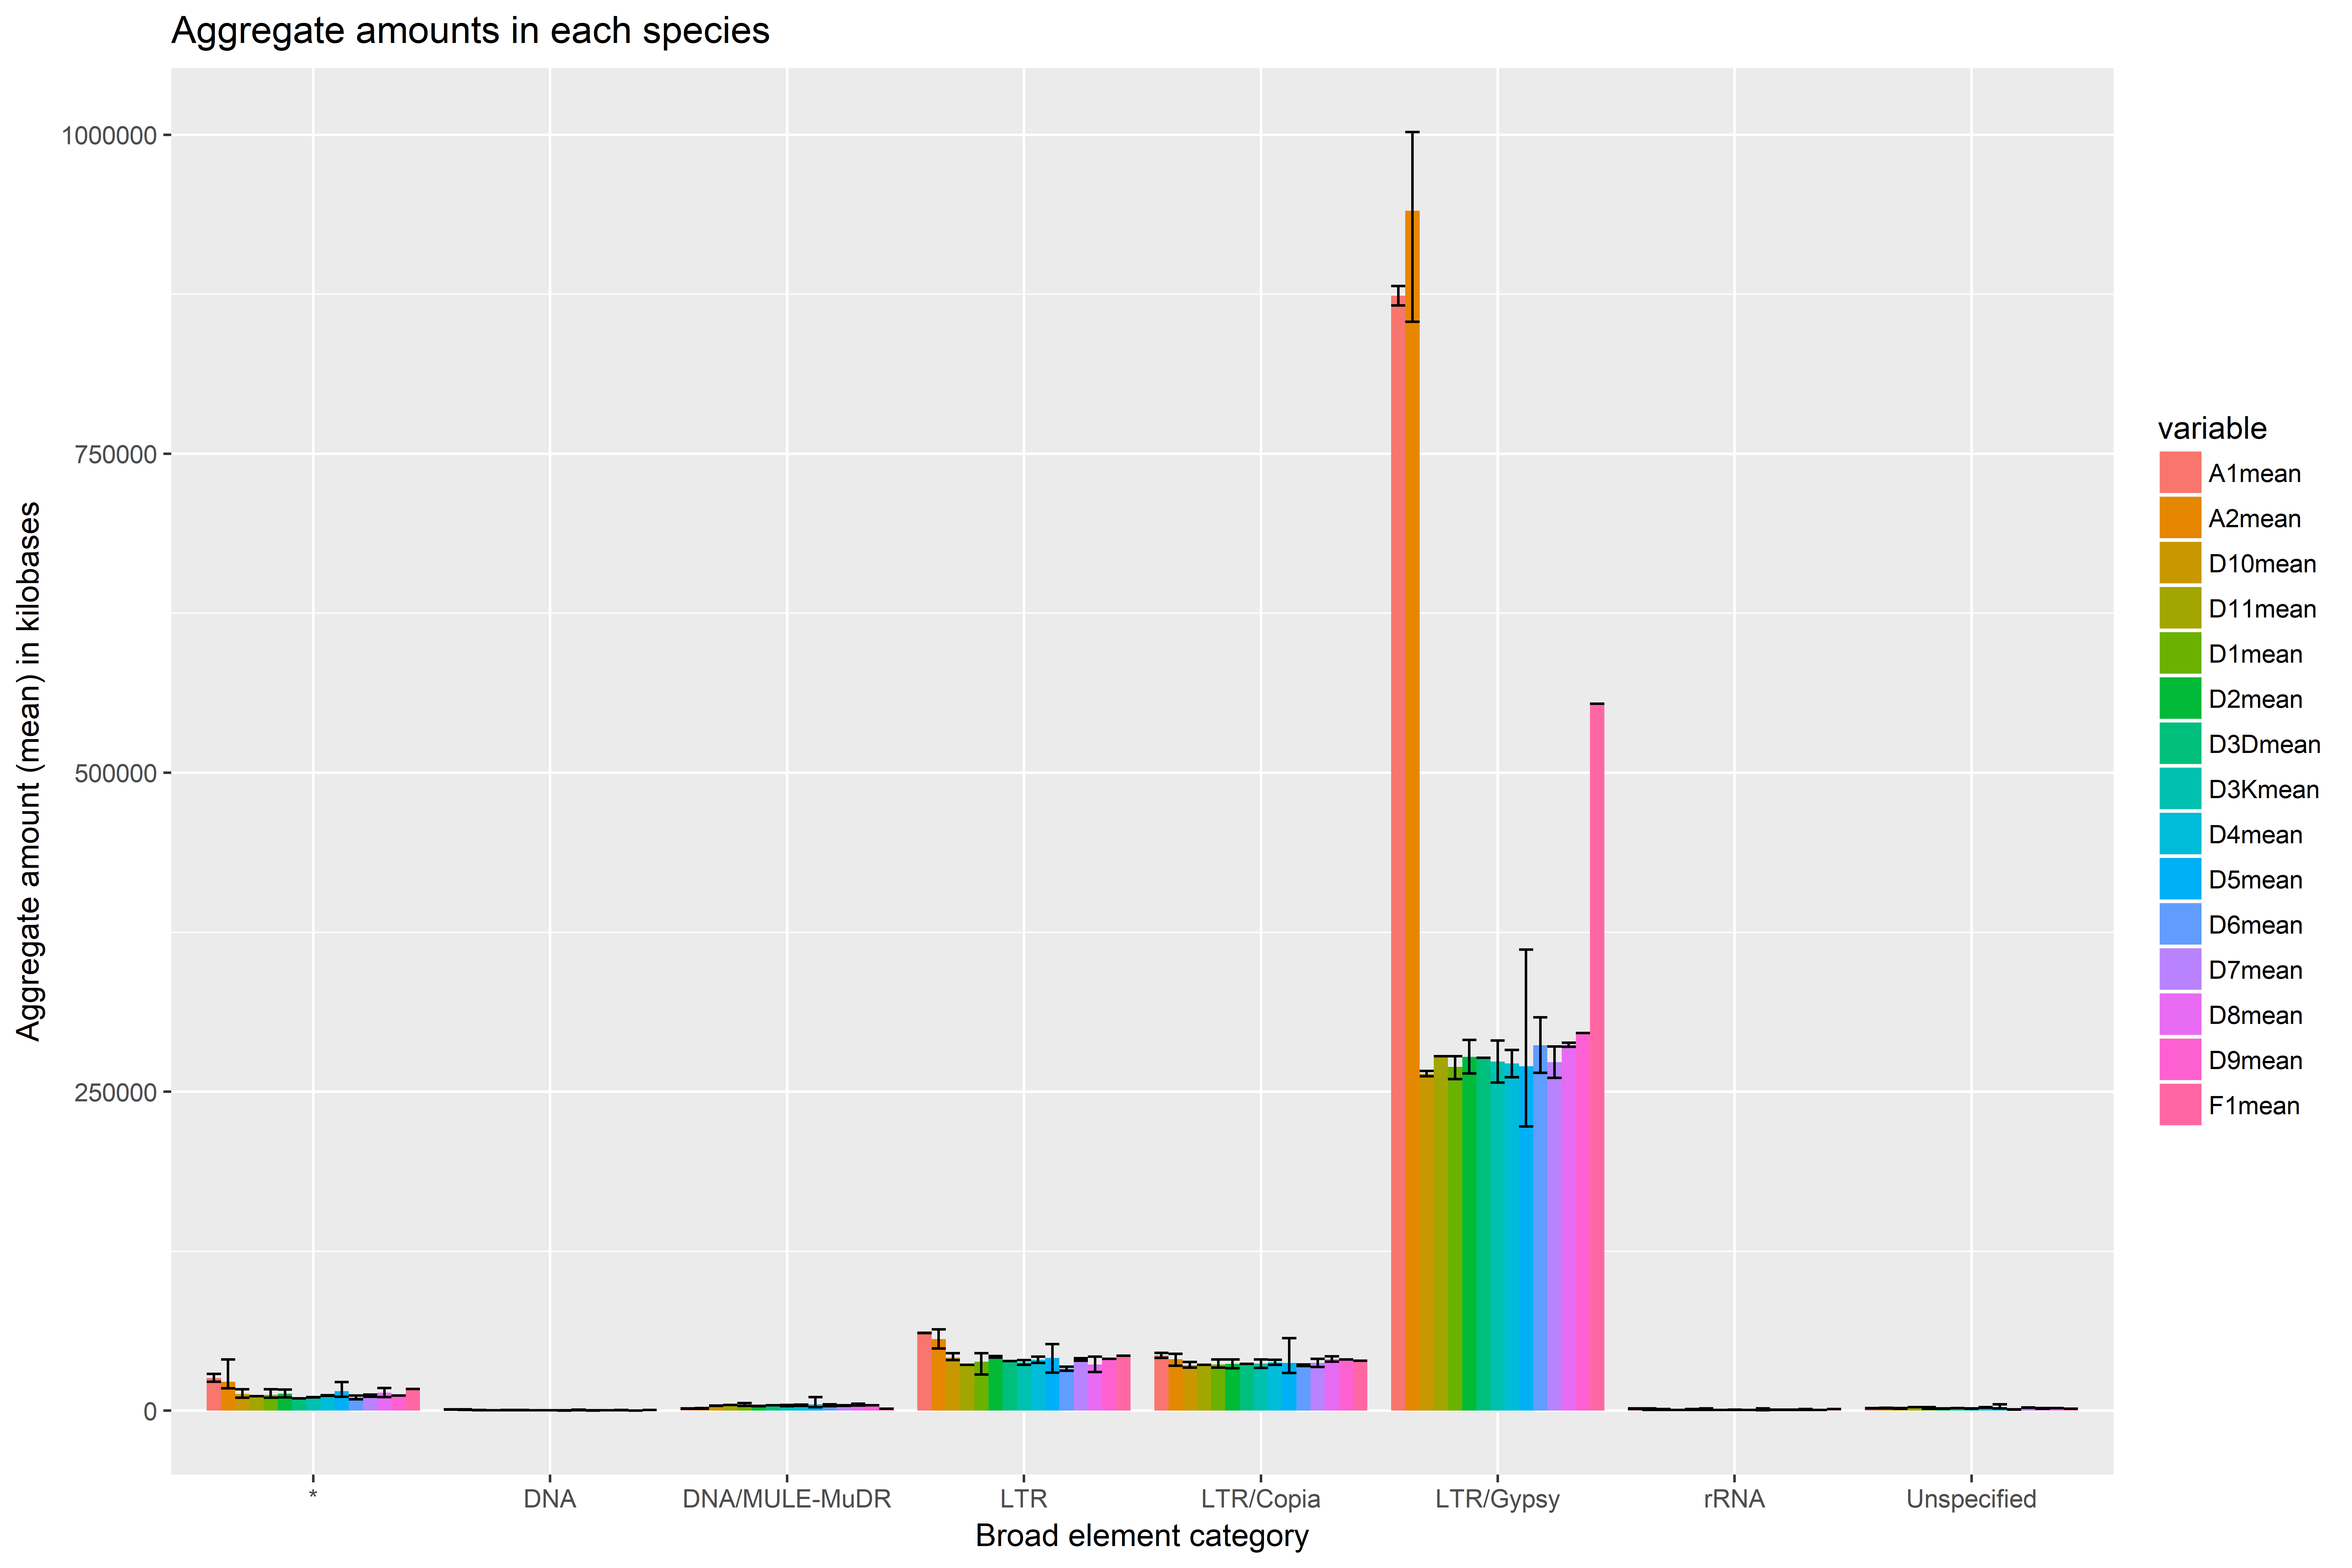 Aggregate amounts in each species
1000000
750000
500000
250000
0
Aggregate amount (mean) in kilobases
* DNA DNA/MULE-MuDR LTR LTR/Copia LTR/Gypsy rRNA Unspecified
Broad element category
variable
A1mean
A2mean
D10mean
D11mean
D1mean
D2mean
D3Dmean
D3Kmean
D4mean
D5mean
D6mean
D7mean
D8mean
D9mean
F1mean